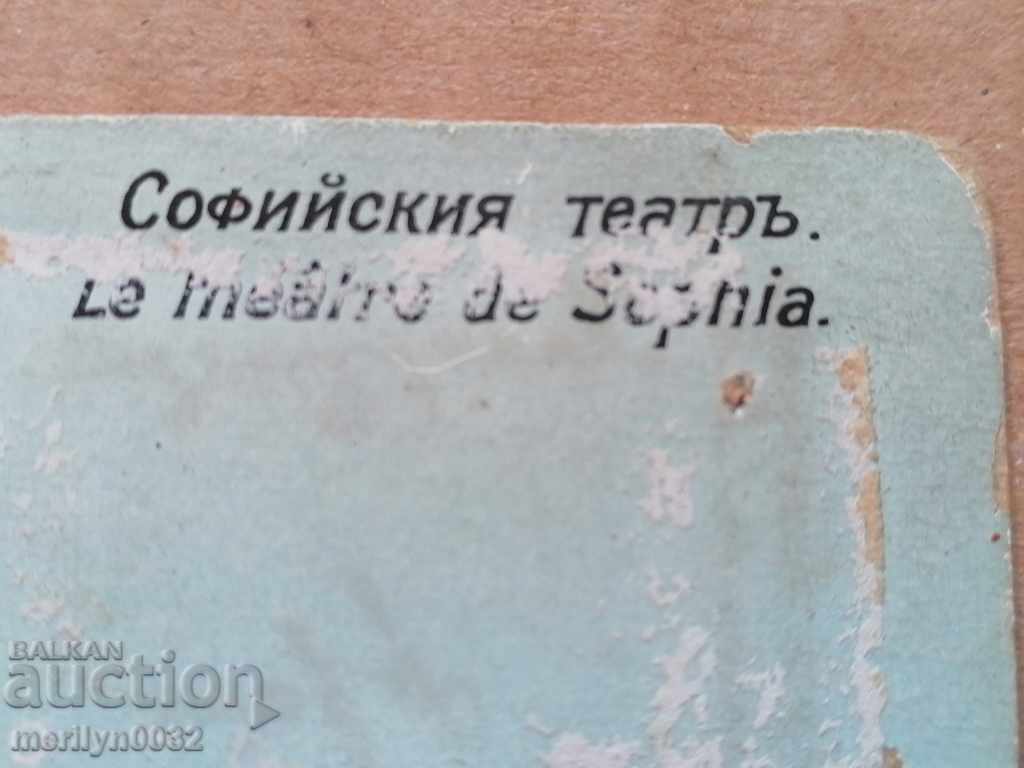 Софийския театръ.
Le théâtre de Sophia.
BALKAN
auction
merilyn0032